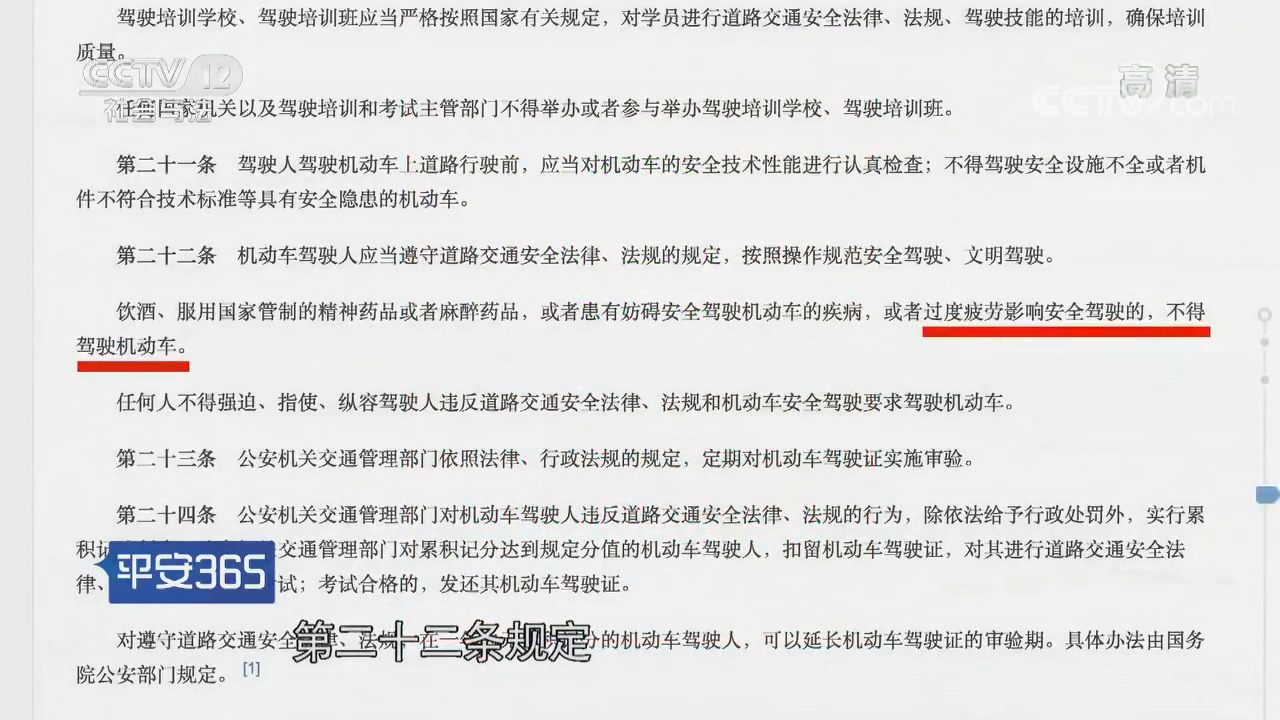 驾驶培训学校、驾驶培训班应当严格按照国家有关规定，对学员进行道路交通安全法律、法规、驾驶技能的培训，确保培训
质量。
CCTV 12
高清
社会与法
CCTV.com
任何国家机关以及驾驶培训和考试主管部门不得举办或者参与举办驾驶培训学校、驾驶培训班。
第二十一条 驾驶人驾驶机动车上道路行驶前，应当对机动车的安全技术性能进行认真检查；不得驾驶安全设施不全或者机
件不符合技术标准等具有安全隐患的机动车。
第二十二条 机动车驾驶人应当遵守道路交通安全法律、法规的规定，按照操作规范安全驾驶、文明驾驶。
饮酒、服用国家管制的精神药品或者麻醉药品，或者患有妨碍安全驾驶机动车的疾病，或者过度疲劳影响安全驾驶的，不得
驾驶机动车。
任何人不得强迫、指使、纵容驾驶人违反道路交通安全法律、法规和机动车安全驾驶要求驾驶机动车。
第二十三条 公安机关交通管理部门依照法律、行政法规的规定，定期对机动车驾驶证实施审验。
第二十四条 公安机关交通管理部门对机动车驾驶人违反道路交通安全法律、法规的行为，除依法给予行政处罚外，实行累
积记 交通管理部门对累积记分达到规定分值的机动车驾驶人，扣留机动车驾驶证，对其进行道路交通安全法
律、 试；考试合格的，发还其机动车驾驶证。
平安365
对遵守道路交通安全法律、法规，在一 分的机动车驾驶人，可以延长机动车驾驶证的审验期。具体办法由国务
第二十二条规定
院公安部门规定。[1]